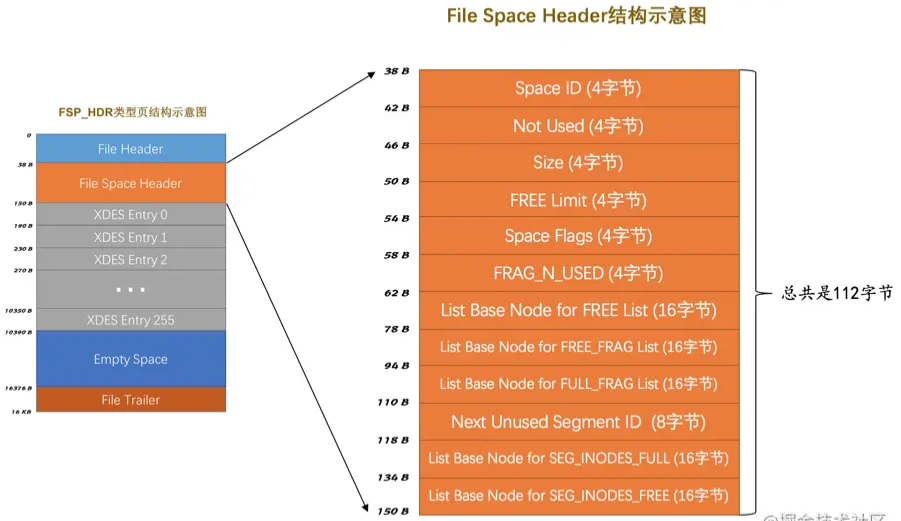 File Space Header结构示意图
FSP_HDR类型页结构示意图
0
File Header
38 B
File Space Header
150 B
XDES Entry 0
190 B
XDES Entry 1
230 B
XDES Entry 2
270 B
...
10350 B
XDES Entry 255
10390 B
Empty Space
16376 B
File Trailer
16 KB
38 B
Space ID (4字节)
42 B
Not Used (4字节)
46 B
Size (4字节)
50 B
FREE Limit (4字节)
54 B
Space Flags (4字节)
58 B
FRAG_N_USED (4字节)
62 B
List Base Node for FREE List (16字节)
78 B
List Base Node for FREE_FRAG List (16字节)
94 B
List Base Node for FULL_FRAG List (16字节)
110 B
Next Unused Segment ID (8字节)
118 B
List Base Node for SEG_INODES_FULL (16字节)
134 B
List Base Node for SEG_INODES_FREE (16字节)
150 B
总共是112字节
@掘金技术社区